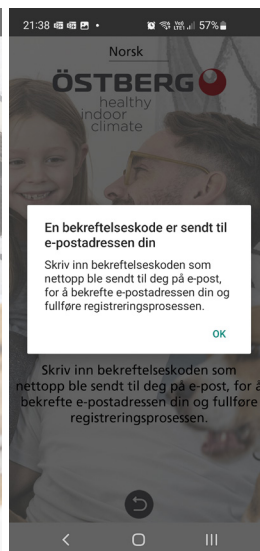 21:38
Voi)
LTE1
57%
Norsk
ÖSTBERG
healthy
indoor
climate
En bekreftelseskode er sendt til
e-postadressen din
Skriv inn bekreftelseskoden som
nettopp ble sendt til deg på e-post,
for å bekrefte e-postadressen din og
fullføre registreringsprosessen.
OK
Skriv inn bekreftelseskoden som
nettopp ble sendt til deg på e-post, for å
bekrefte e-postadressen din og fullføre
registreringsprosessen.